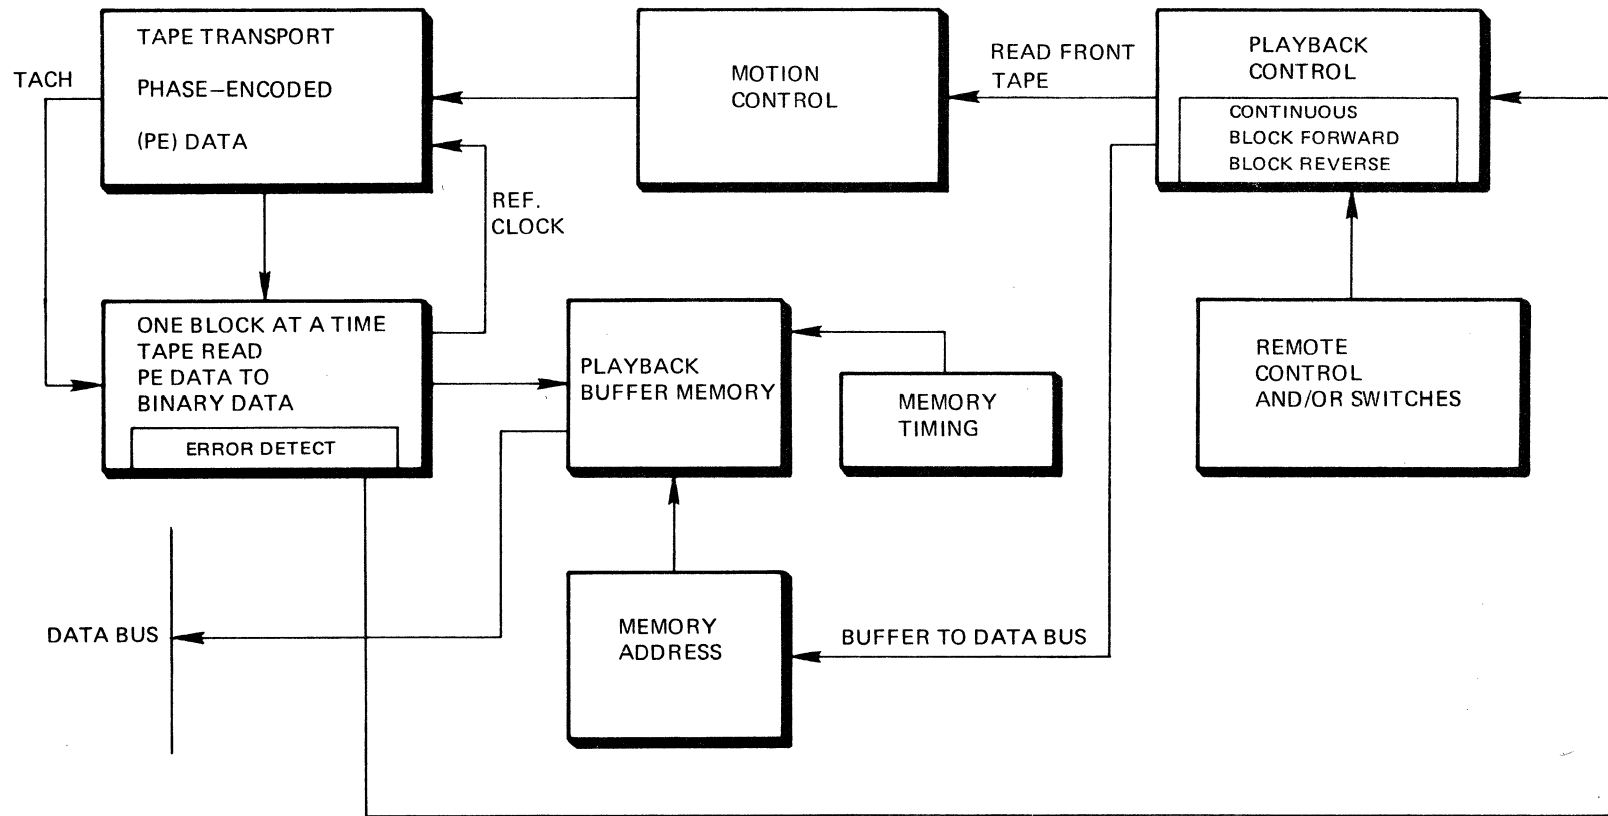 TACH
TAPE TRANSPORT
PHASE-ENCODED
(PE) DATA
MOTION
CONTROL
READ FRONT
TAPE
PLAYBACK
CONTROL
CONTINUOUS
BLOCK FORWARD
BLOCK REVERSE
REF.
CLOCK
ONE BLOCK AT A TIME
TAPE READ
PE DATA TO
BINARY DATA
ERROR DETECT
PLAYBACK
BUFFER MEMORY
MEMORY
TIMING
REMOTE
CONTROL
AND/OR SWITCHES
DATA BUS
MEMORY
ADDRESS
BUFFER TO DATA BUS